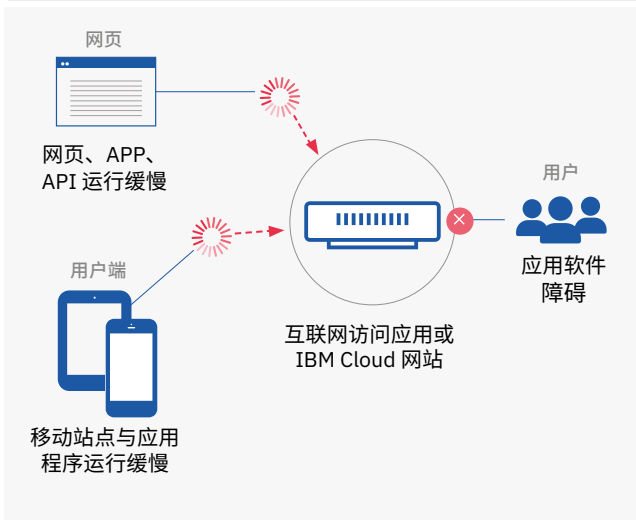 网页
网页、APP、
API 运行缓慢
用户端
移动站点与应用
程序运行缓慢
互联网访问应用或
IBM Cloud 网站
用户
应用软件
障碍